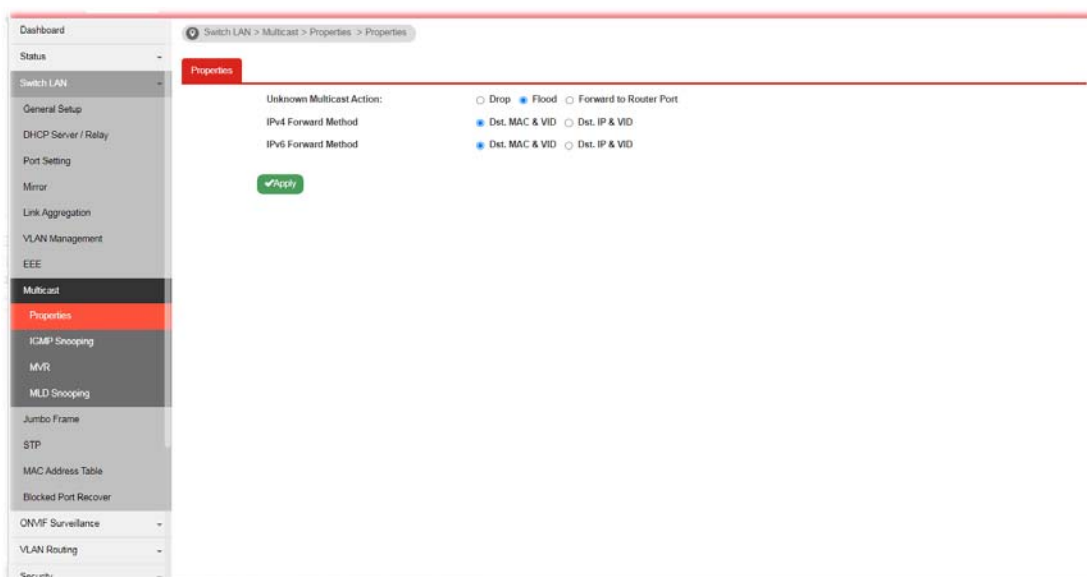 Dashboard
Status
Switch LAN
General Setup
DHCP Server / Relay
Port Setting
Mirror
Link Aggregation
VLAN Management
EEE
Multicast
Properties
IGMP Snooping
MVR
MLD Snooping
Jumbo Frame
STP
MAC Address Table
Blocked Port Recover
ONVIF Surveillance
VLAN Routing
Security
Switch LAN > Multicast > Properties > Properties
Properties
Unknown Multicast Action: Drop Flood Forward to Router Port
IPv4 Forward Method Dst. MAC & VID Dst. IP & VID
IPv6 Forward Method Dst. MAC & VID Dst. IP & VID
Apply